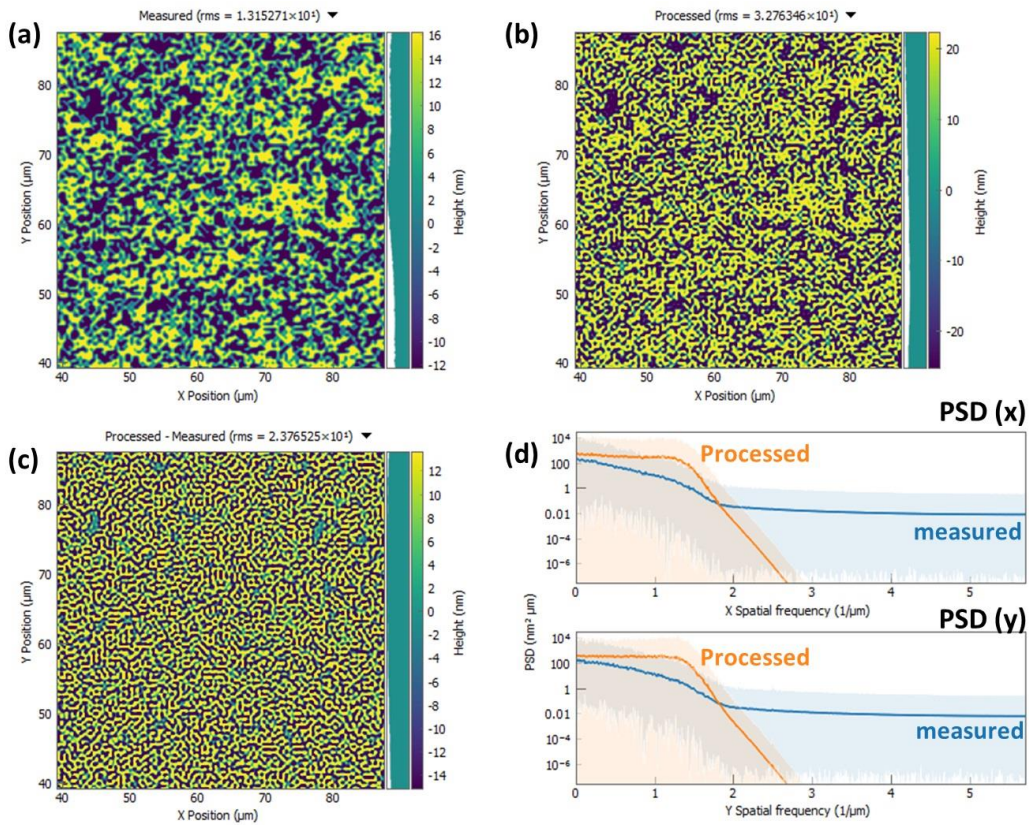 Measured (rms = 1.315271×10¹) ▼
(a)
16
14
12
10
8
6
4
2
0
-2
-4
-6
-8
-10
-12
Height (nm)
80
70
60
50
40
Y Position (µm)
40 50 60 70 80
X Position (µm)
Processed (rms = 3.276346×10¹) ▼
(b)
20
10
0
-10
-20
Height (nm)
80
70
60
50
40
Y Position (µm)
40 50 60 70 80
X Position (µm)
Processed - Measured (rms = 2.376525×10¹) ▼
(c)
12
10
8
6
4
2
0
-2
-4
-6
-8
-10
-12
-14
Height (nm)
80
70
60
50
40
Y Position (µm)
40 50 60 70 80
X Position (µm)
PSD (x)
(d)
10⁴
100
1
0.01
10⁻⁴
10⁻⁶
Processed
measured
0 1 2 3 4 5
X Spatial frequency (1/µm)
PSD (y)
PSD (nm² µm)
10⁴
100
1
0.01
10⁻⁴
10⁻⁶
Processed
measured
0 1 2 3 4 5
Y Spatial frequency (1/µm)